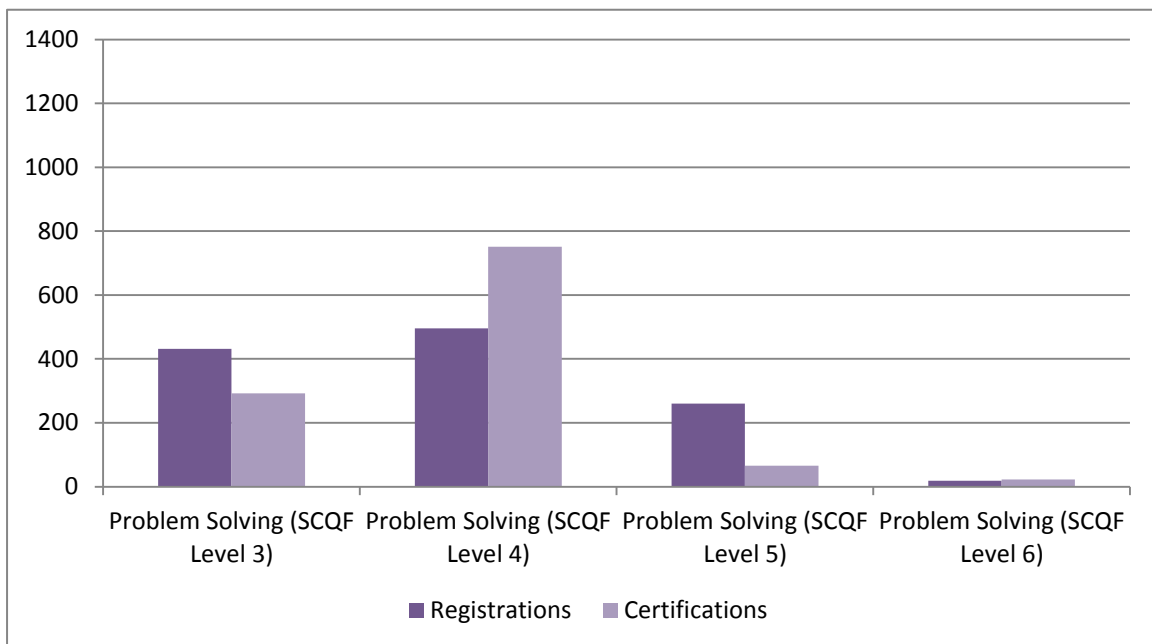 1400
1200
1000
800
600
400
200
0
Problem Solving (SCQF Level 3)
Problem Solving (SCQF Level 4)
Problem Solving (SCQF Level 5)
Problem Solving (SCQF Level 6)
Registrations
Certifications